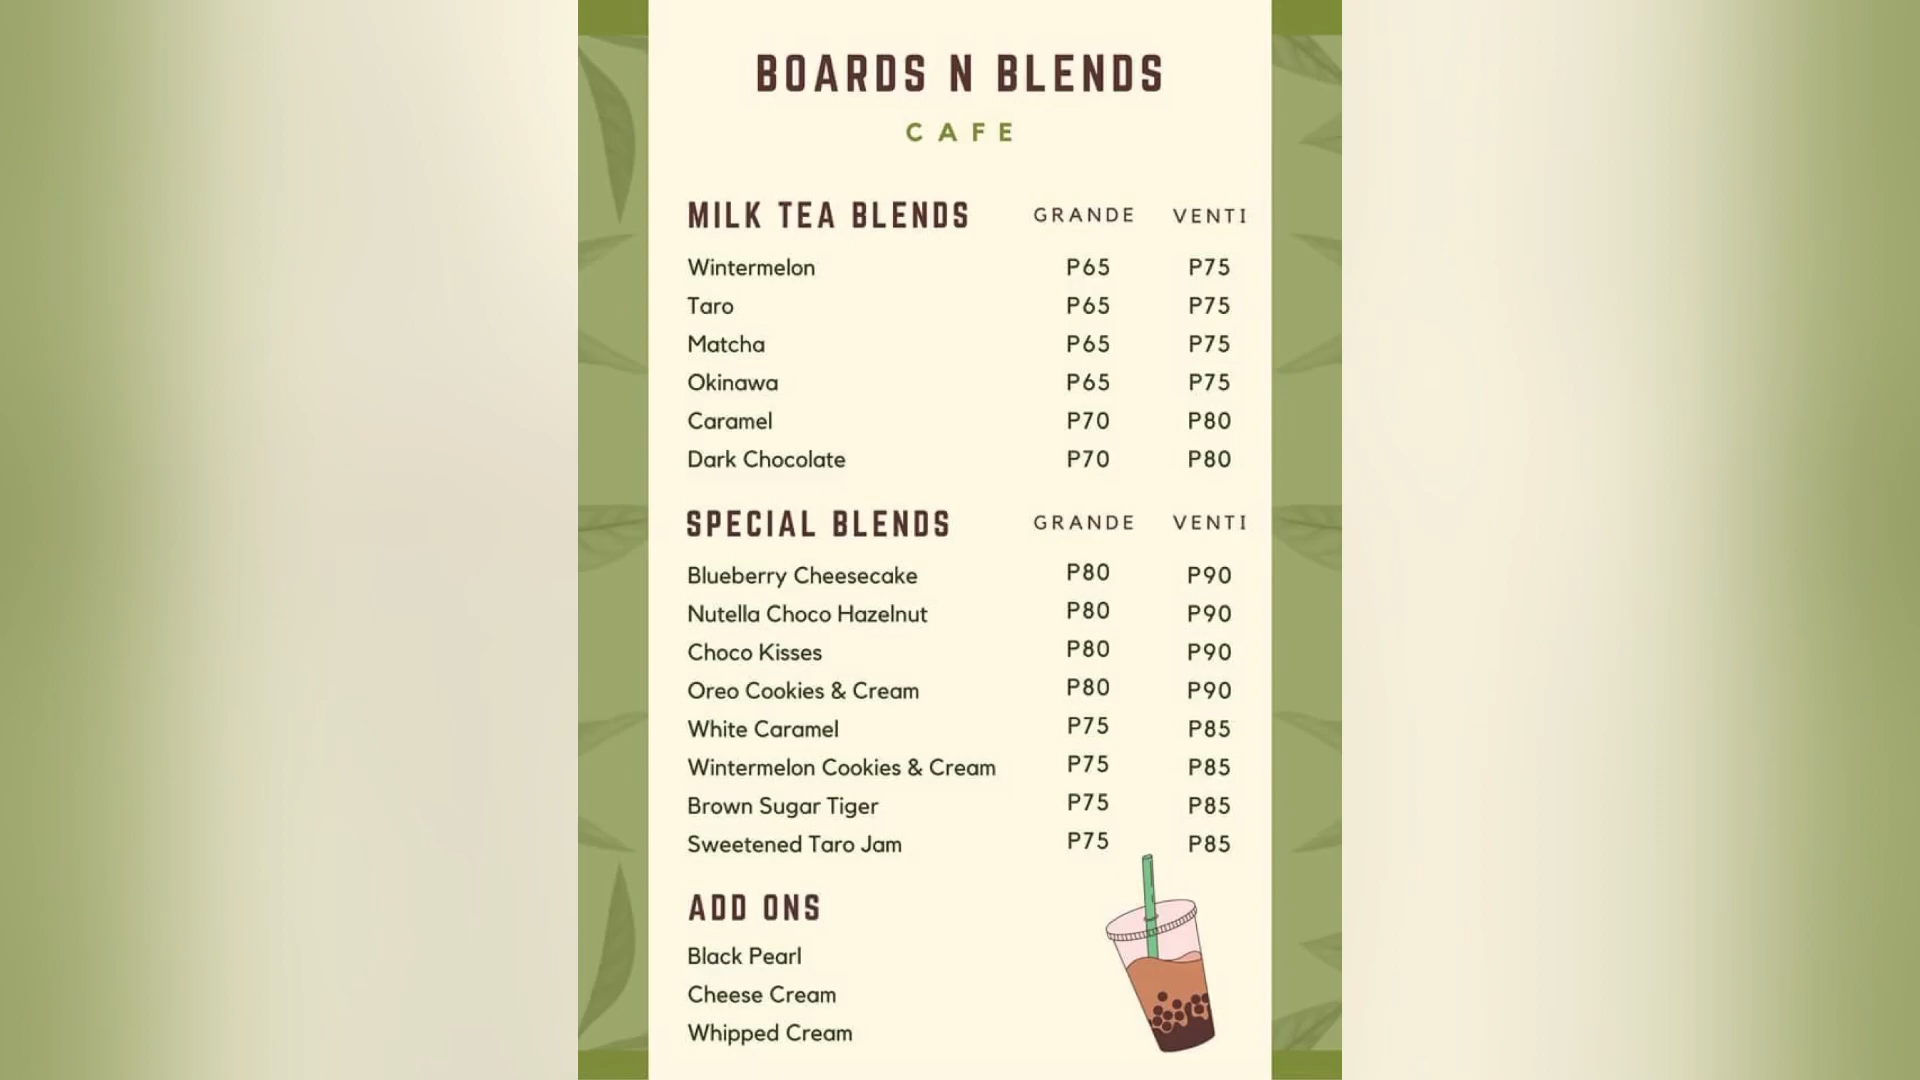 BOARDS N BLENDS
CAFE
MILK TEA BLENDS GRANDE VENTI
Wintermelon P65 P75
Taro P65 P75
Matcha P65 P75
Okinawa P65 P75
Caramel P70 P80
Dark Chocolate P70 P80
SPECIAL BLENDS GRANDE VENTI
Blueberry Cheesecake P80 P90
Nutella Choco Hazelnut P80 P90
Choco Kisses P80 P90
Oreo Cookies & Cream P80 P90
White Caramel P75 P85
Wintermelon Cookies & Cream P75 P85
Brown Sugar Tiger P75 P85
Sweetened Taro Jam P75 P85
ADD ONS
Black Pearl
Cheese Cream
Whipped Cream